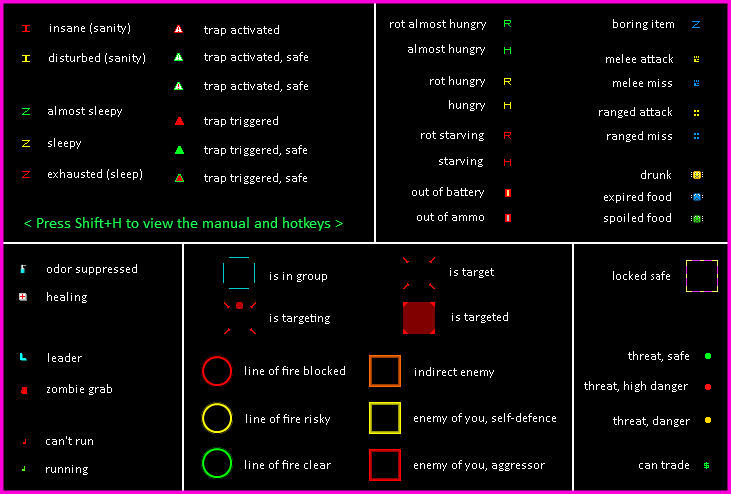 insane (sanity)
disturbed (sanity)
almost sleepy
sleepy
exhausted (sleep)
trap activated
trap activated, safe
trap activated, safe
trap triggered
trap triggered, safe
trap triggered, safe
< Press Shift+H to view the manual and hotkeys >
rot almost hungry R
almost hungry H
rot hungry R
hungry H
rot starving R
starving H
out of battery
out of ammo
boring item
melee attack
melee miss
ranged attack
ranged miss
drunk
expired food
spoiled food
odor suppressed
healing
leader
zombie grab
can't run
running
is in group
is targeting
is target
is targeted
line of fire blocked
line of fire risky
line of fire clear
indirect enemy
enemy of you, self-defence
enemy of you, aggressor
locked safe
threat, safe
threat, high danger
threat, danger
can trade $